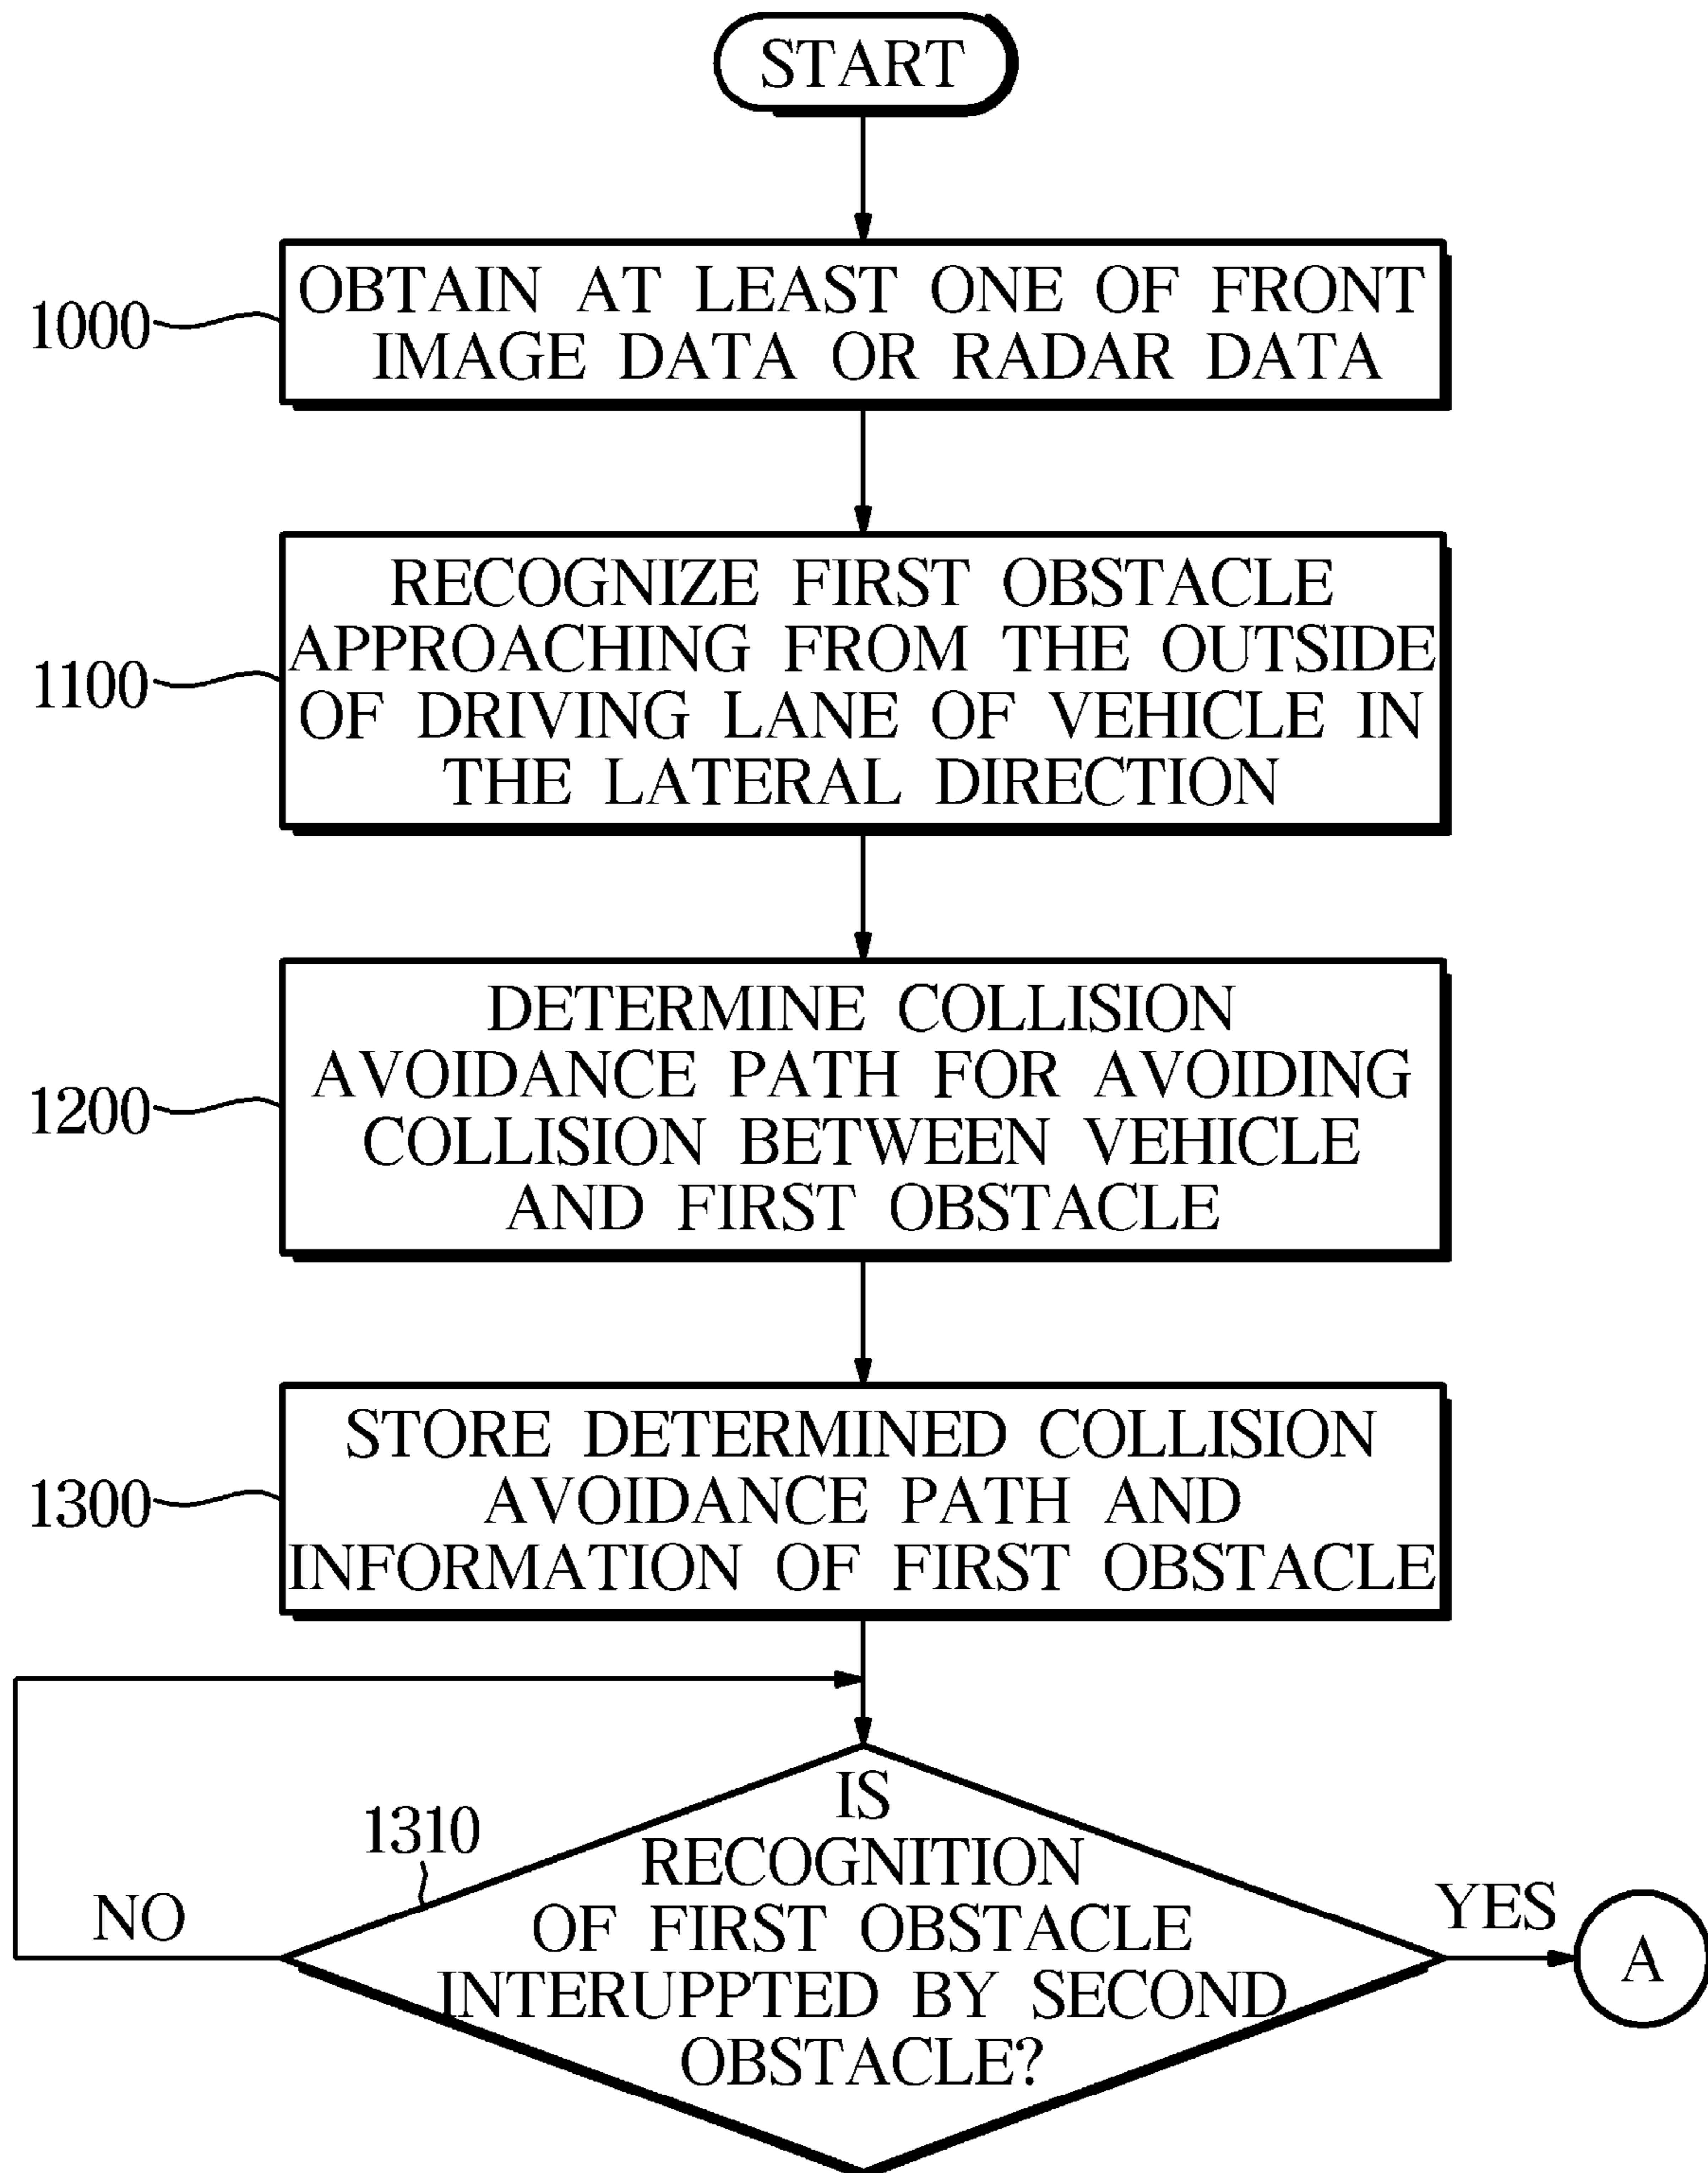 START
1000
OBTAIN AT LEAST ONE OF FRONT
IMAGE DATA OR RADAR DATA
1100
RECOGNIZE FIRST OBSTACLE
APPROACHING FROM THE OUTSIDE
OF DRIVING LANE OF VEHICLE IN
THE LATERAL DIRECTION
1200
DETERMINE COLLISION
AVOIDANCE PATH FOR AVOIDING
COLLISION BETWEEN VEHICLE
AND FIRST OBSTACLE
1300
STORE DETERMINED COLLISION
AVOIDANCE PATH AND
INFORMATION OF FIRST OBSTACLE
1310
IS
RECOGNITION
OF FIRST OBSTACLE
INTERUPPTED BY SECOND
OBSTACLE?
NO
YES
A